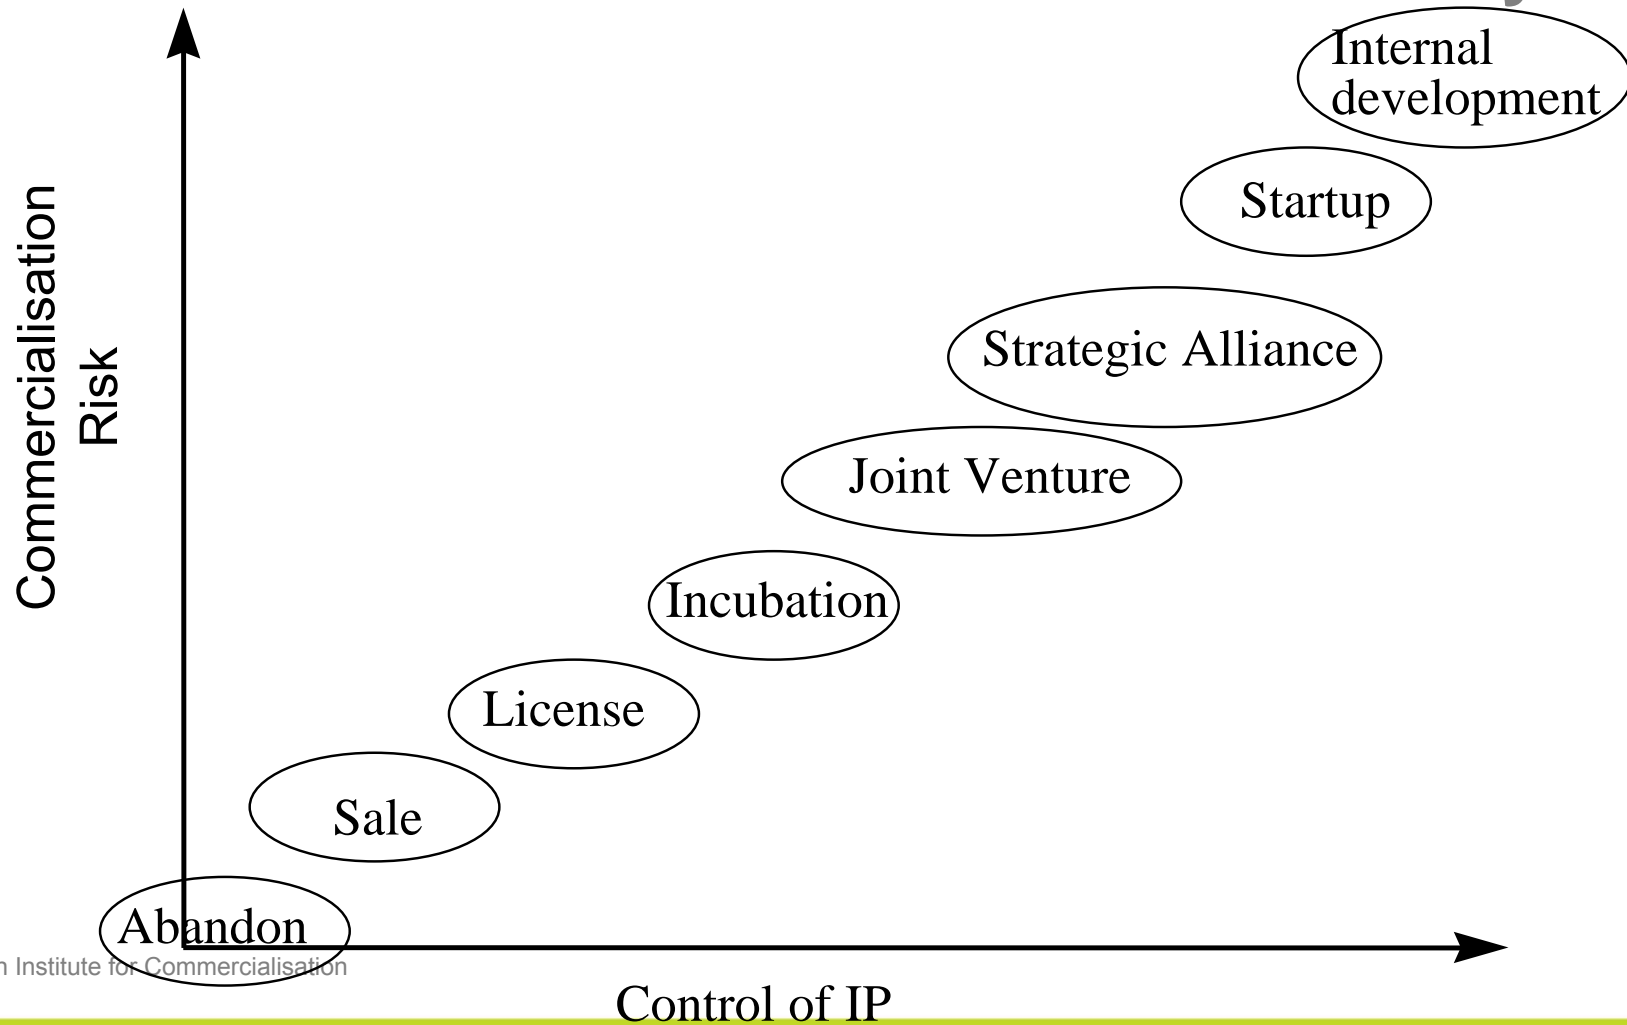 Internal
development
Startup
Commercialisation
Risk
Strategic Alliance
Joint Venture
Incubation
License
Sale
Abandon
Institute for Commercialisation
Control of IP